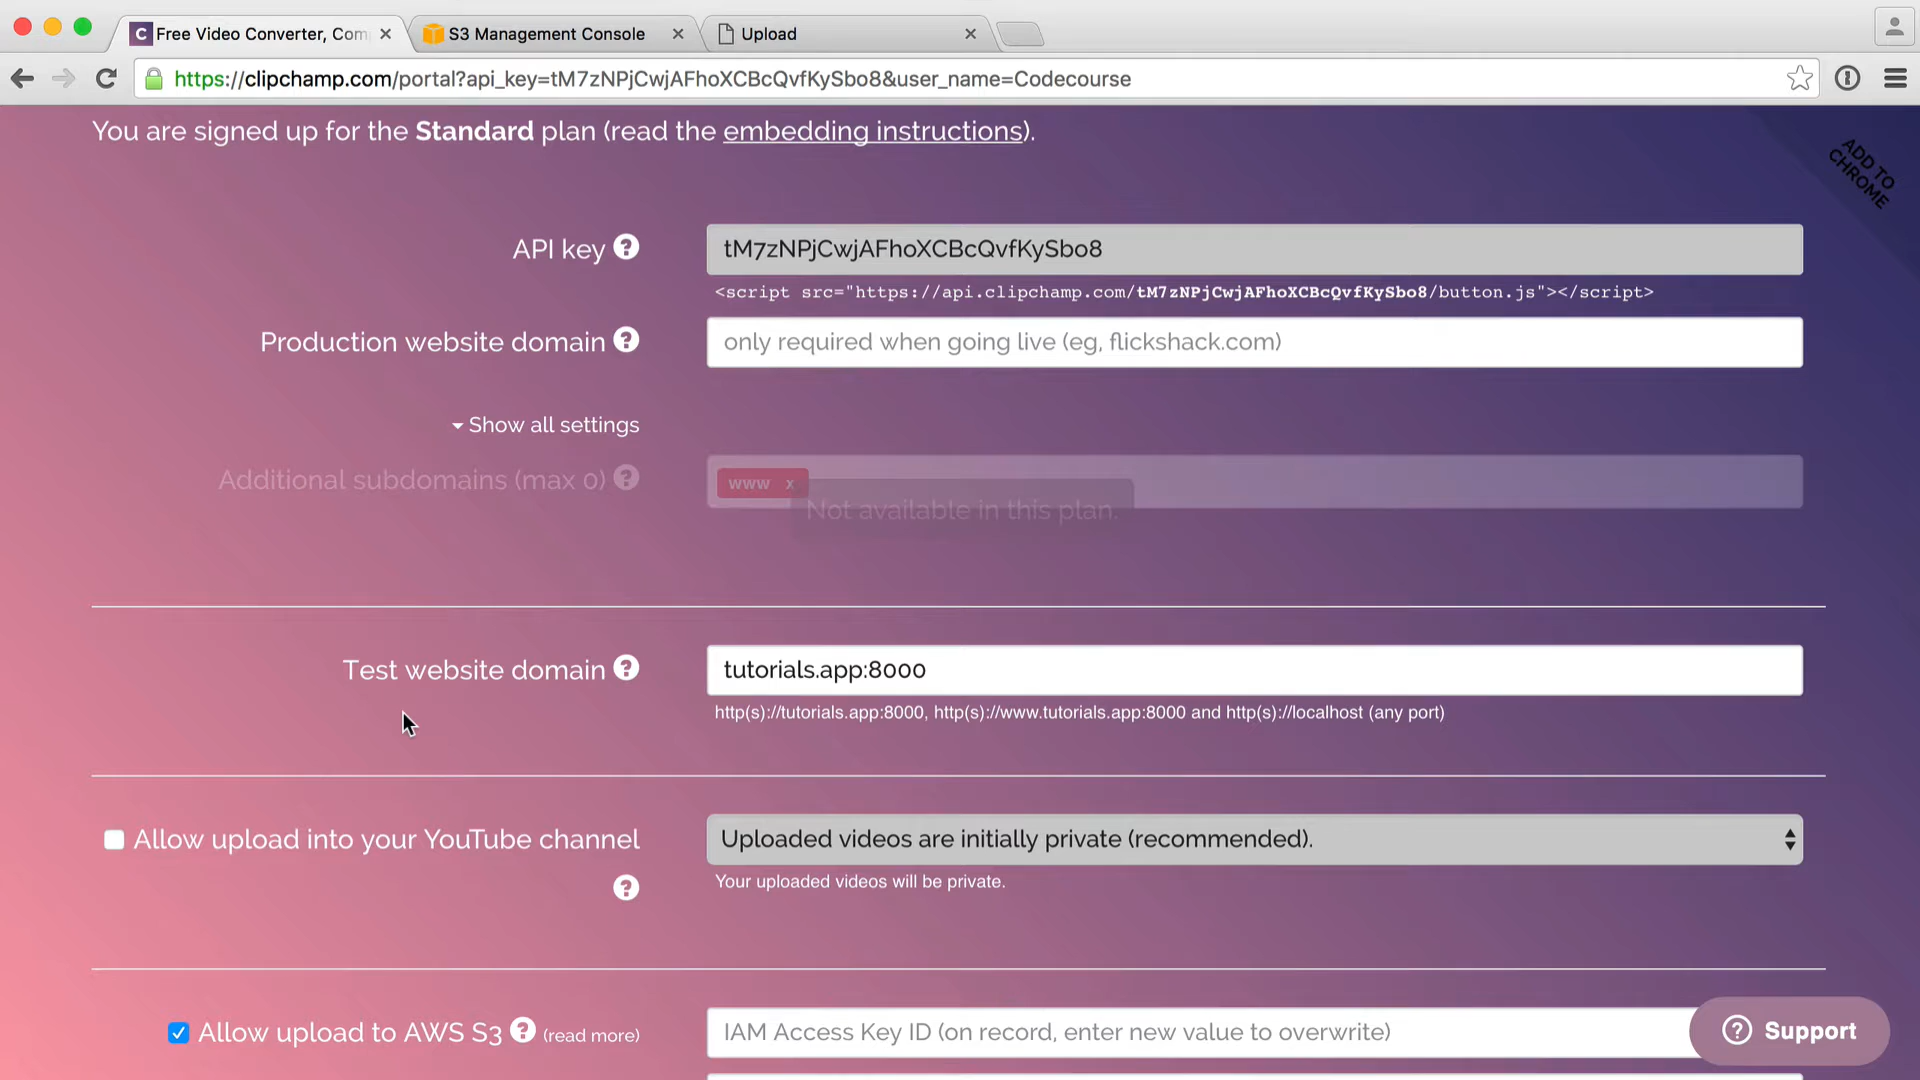 C Free Video Converter, Com
S3 Management Console
Upload
https://clipchamp.com/portal?api_key=tM7zNPjCwjAFhoXCBcQvfKySbo8&user_name=Codecourse
You are signed up for the Standard plan (read the embedding instructions).
ADD TO
CHROME
API key ?
tM7zNPjCwjAFhoXCBcQvfKySbo8
<script src="https://api.clipchamp.com/tM7zNPjCwjAFhoXCBcQvfKySbo8/button.js"></script>
Production website domain ?
only required when going live (eg, flickshack.com)
Show all settings
Additional subdomains (max 0) ?
www x
Not available in this plan.
Test website domain ?
tutorials.app:8000
http(s)://tutorials.app:8000, http(s)://www.tutorials.app:8000 and http(s)://localhost (any port)
Allow upload into your YouTube channel
?
Uploaded videos are initially private (recommended).
Your uploaded videos will be private.
Allow upload to AWS S3 ? (read more)
IAM Access Key ID (on record, enter new value to overwrite)
? Support